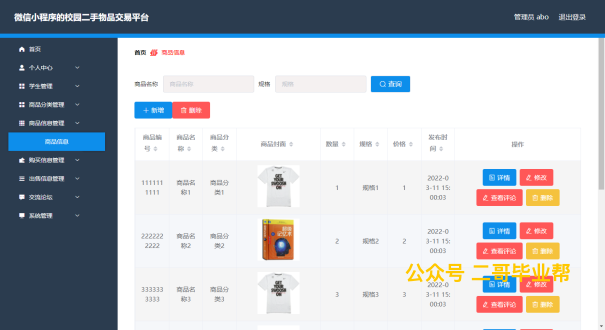 微信小程序的校园二手物品交易平台
管理员 abo 退出登录
首页
个人中心
学生管理
商品分类管理
商品信息管理
商品信息
购买信息管理
出售信息管理
交流论坛
系统管理
首页 商品信息
商品名称 商品名称 规格 规格 查询
新增 删除
商品编号 商品名称 商品分类 商品封面 数量 规格 价格 发布时间 操作
1111111111 商品名称1 商品分类1 1 规格1 1 2022-03-11 15:00:03 详情 修改 查看评论 删除
GET YOUR
2222222222 商品名称2 商品分类2 2 规格2 2 2022-03-11 15:00:03 详情 修改 查看评论 删除
3333333333 商品名称3 商品分类3 3 规格3 3 2022-03-11 15:00:03 详情 修改 查看评论 删除
GET YOUR
公众号 二哥毕业帮